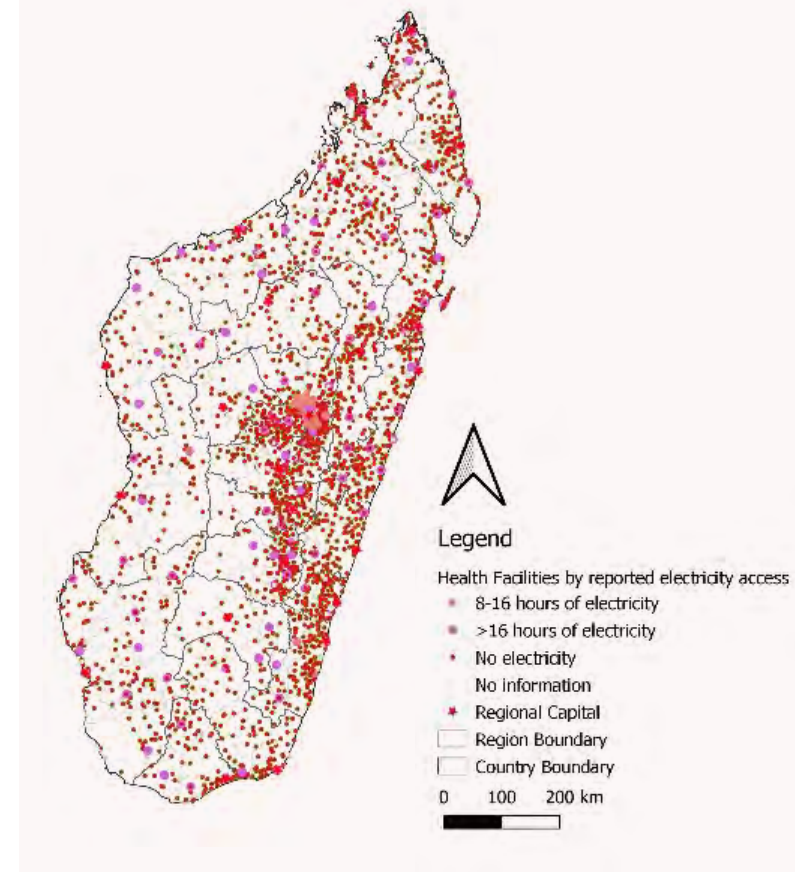 Legend
Health Facilities by reported electricity access
8-16 hours of electricity
>16 hours of electricity
No electricity
No information
Regional Capital
Region Boundary
Country Boundary
0 100 200 km